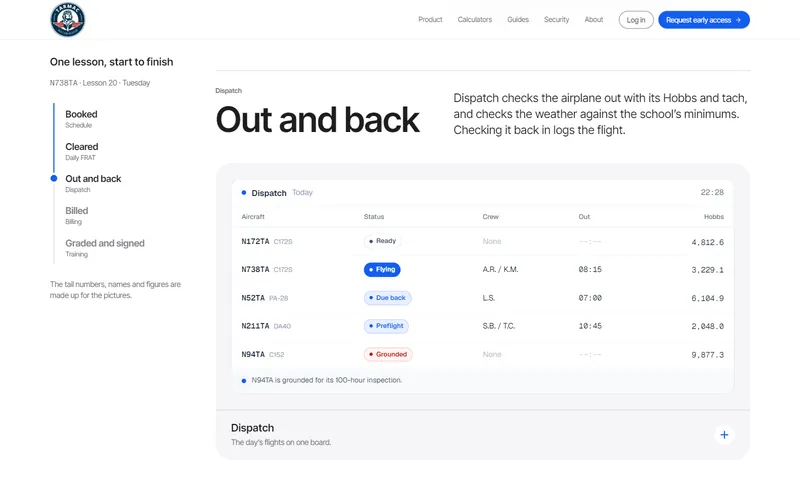 TARMAC
Product Calculators Guides Security About Log in Request early access →
One lesson, start to finish
N738TA · Lesson 20 · Tuesday
Booked
Schedule
Cleared
Daily FRAT
Out and back
Dispatch
Billed
Billing
Graded and signed
Training
The tail numbers, names and figures are
made up for the pictures.
Dispatch
Out and back
Dispatch checks the airplane out with its Hobbs and tach,
and checks the weather against the school's minimums.
Checking it back in logs the flight.
Dispatch Today 22:28
Aircraft Status Crew Out Hobbs
N172TA C172S Ready None --:-- 4,812.6
N738TA C172S Flying A.R. / K.M. 08:15 3,229.1
N52TA PA-28 Due back L.S. 07:00 6,104.9
N211TA DA40 Preflight S.B. / T.C. 10:45 2,048.0
N94TA C152 Grounded None --:-- 9,877.3
N94TA is grounded for its 100-hour inspection.
Dispatch
The day's flights on one board.